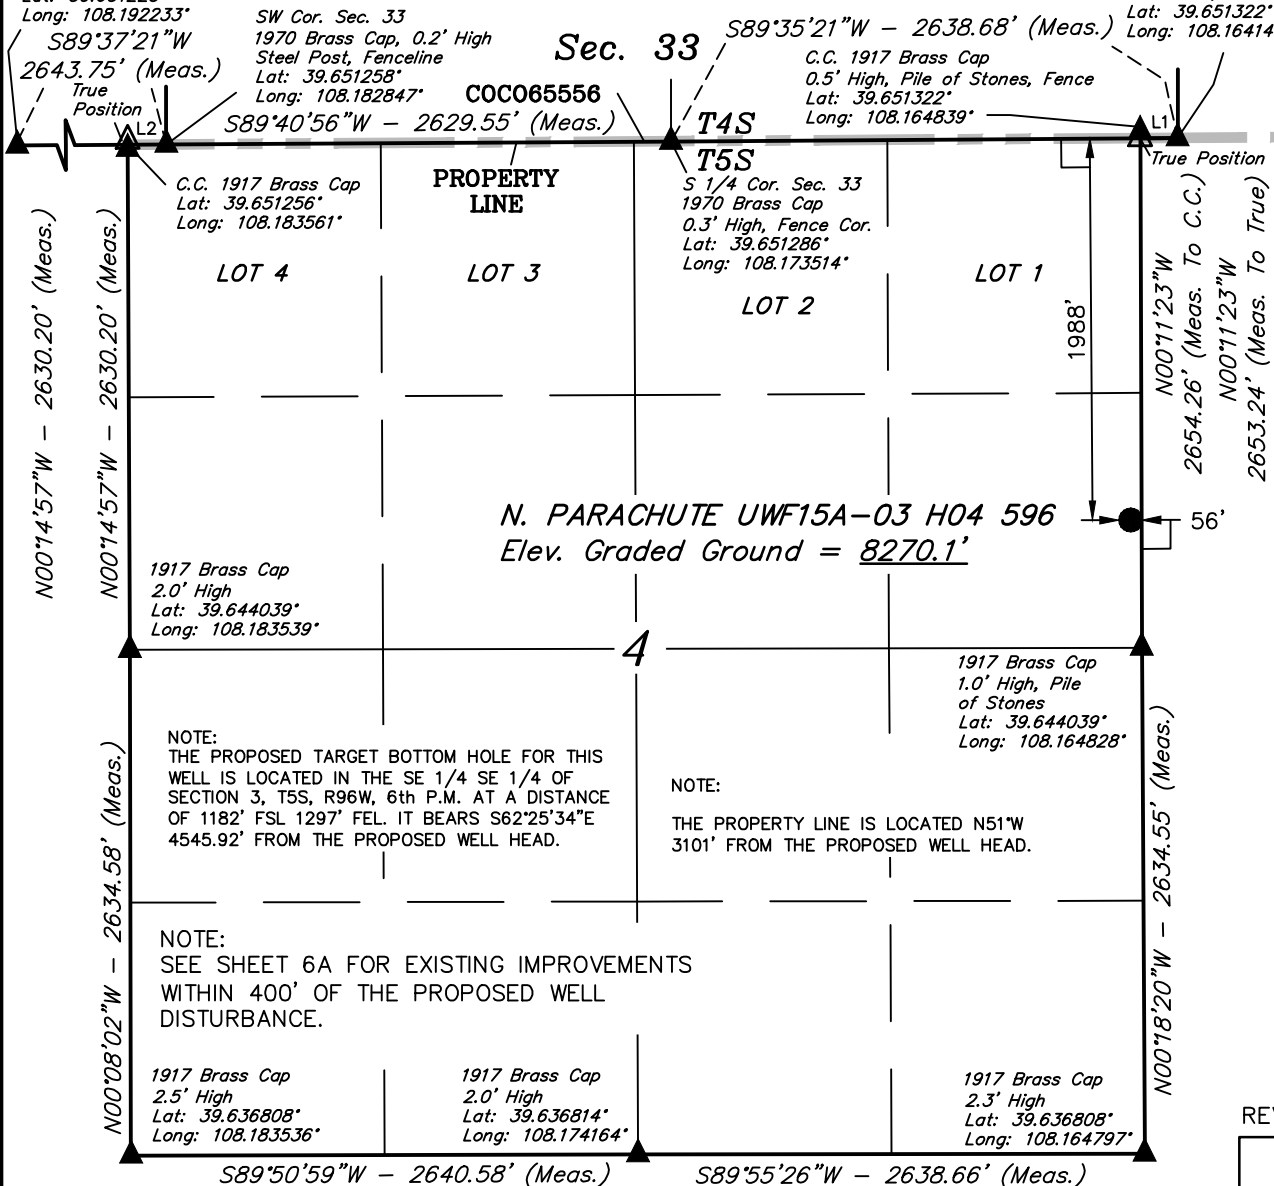 Long: 108.192233°
S89°37'21"W
2643.75' (Meas.)
True
Position
L2
SW Cor. Sec. 33
1970 Brass Cap, 0.2' High
Steel Post, Fenceline
Lat: 39.651258°
Long: 108.182847°
S89°40'56"W – 2629.55' (Meas.)
Sec. 33
COC065556
S89°35'21"W – 2638.68' (Meas.)
Lat: 39.651322°
Long: 108.16414
C.C. 1917 Brass Cap
0.5' High, Pile of Stones, Fence
Lat: 39.651322°
Long: 108.164839°
L1
True Position
T4S
T5S
PROPERTY
LINE
C.C. 1917 Brass Cap
Lat: 39.651256°
Long: 108.183561°
S 1/4 Cor. Sec. 33
1970 Brass Cap
0.3' High, Fence Cor.
Lat: 39.651286°
Long: 108.173514°
LOT 4
LOT 3
LOT 2
LOT 1
N00°14'57"W – 2630.20' (Meas.)
N00°14'57"W – 2630.20' (Meas.)
1988'
N00°11'23"W
2654.26' (Meas. To C.C.)
N00°11'23"W
2653.24' (Meas. To True)
N. PARACHUTE UWF15A–03 H04 596
Elev. Graded Ground = 8270.1'
56'
1917 Brass Cap
2.0' High
Lat: 39.644039°
Long: 108.183539°
4
1917 Brass Cap
1.0' High, Pile
of Stones
Lat: 39.644039°
Long: 108.164828°
NOTE:
THE PROPOSED TARGET BOTTOM HOLE FOR THIS
WELL IS LOCATED IN THE SE 1/4 SE 1/4 OF
SECTION 3, T5S, R96W, 6th P.M. AT A DISTANCE
OF 1182' FSL 1297' FEL. IT BEARS S62°25'34"E
4545.92' FROM THE PROPOSED WELL HEAD.
NOTE:
THE PROPERTY LINE IS LOCATED N51°W
3101' FROM THE PROPOSED WELL HEAD.
N00°08'02"W – 2634.58' (Meas.)
N00°18'20"W – 2634.55' (Meas.)
NOTE:
SEE SHEET 6A FOR EXISTING IMPROVEMENTS
WITHIN 400' OF THE PROPOSED WELL
DISTURBANCE.
1917 Brass Cap
2.5' High
Lat: 39.636808°
Long: 108.183536°
1917 Brass Cap
2.0' High
Lat: 39.636814°
Long: 108.174164°
1917 Brass Cap
2.3' High
Lat: 39.636808°
Long: 108.164797°
S89°50'59"W – 2640.58' (Meas.)
S89°55'26"W – 2638.66' (Meas.)